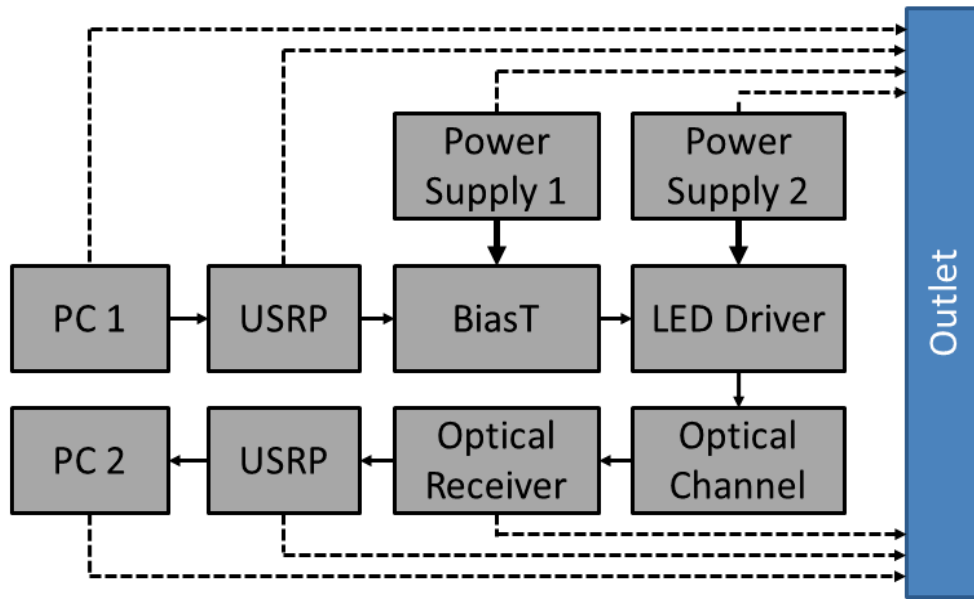 Power
Supply 1
Power
Supply 2
PC 1
USRP
BiasT
LED Driver
Outlet
PC 2
USRP
Optical
Receiver
Optical
Channel